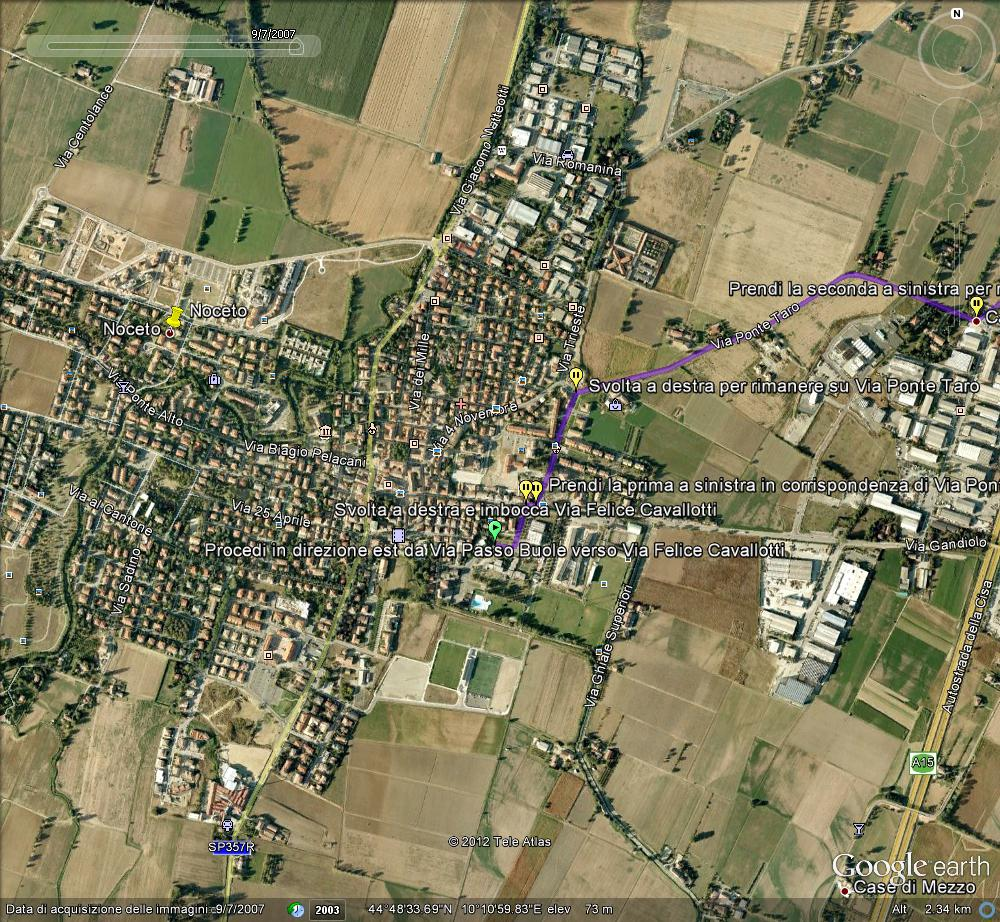 N
9/7/2007
Via Centolance
Via Giacomo Matteotti
Via Romanina
Prendi la seconda a sinistra per r
Noceto
Noceto
Ca
Via Ponte Taro
Via Trieste
Via dei Mille
Svolta a destra per rimanere su Via Ponte Taro
Via Ponte Alto
Via 4 Novembre
Via Biagio Pelacani
Prendi la prima a sinistra in corrispondenza di Via Pon
Via al Cantone
Via 25 Aprile
Svolta a destra e imbocca Via Felice Cavallotti
Procedi in direzione est da Via Passo Buole verso Via Felice Cavallotti
Via Gandiolo
Via Sadino
Via Ghiaie Superiori
Autostrada della Cisa
A15
SP357R
© 2012 Tele Atlas
Google earth
Case di Mezzo
Data di acquisizione delle immagini: 9/7/2007
2003
44°48'33.69"N 10°10'59.83"E elev 73 m
Alt 2.34 km